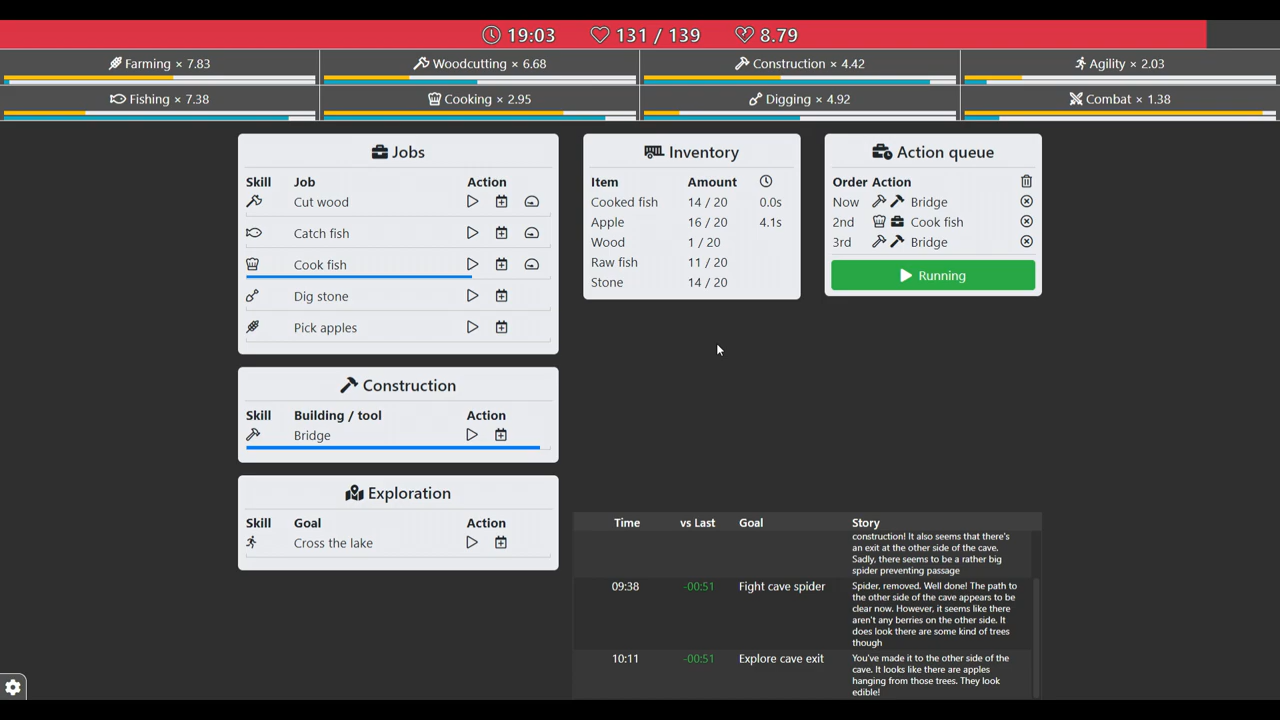 19:03 131 / 139 8.79
Farming × 7.83 Woodcutting × 6.68 Construction × 4.42 Agility × 2.03
Fishing × 7.38 Cooking × 2.95 Digging × 4.92 Combat × 1.38
Jobs
Skill Job Action
Cut wood
Catch fish
Cook fish
Dig stone
Pick apples
Construction
Skill Building / tool Action
Bridge
Exploration
Skill Goal Action
Cross the lake
Inventory
Item Amount
Cooked fish 14 / 20 0.0s
Apple 16 / 20 4.1s
Wood 1 / 20
Raw fish 11 / 20
Stone 14 / 20
Action queue
Order Action
Now Bridge
2nd Cook fish
3rd Bridge
Running
Time vs Last Goal Story
construction! It also seems that there's
an exit at the other side of the cave.
Sadly, there seems to be a rather big
spider preventing passage
09:38 -00:51 Fight cave spider Spider, removed. Well done! The path to
the other side of the cave appears to be
clear now. However, it seems like there
aren't any berries on the other side. It
does look there are some kind of trees
though
10:11 -00:51 Explore cave exit You've made it to the other side of the
cave. It looks like there are apples
hanging from those trees. They look
edible!